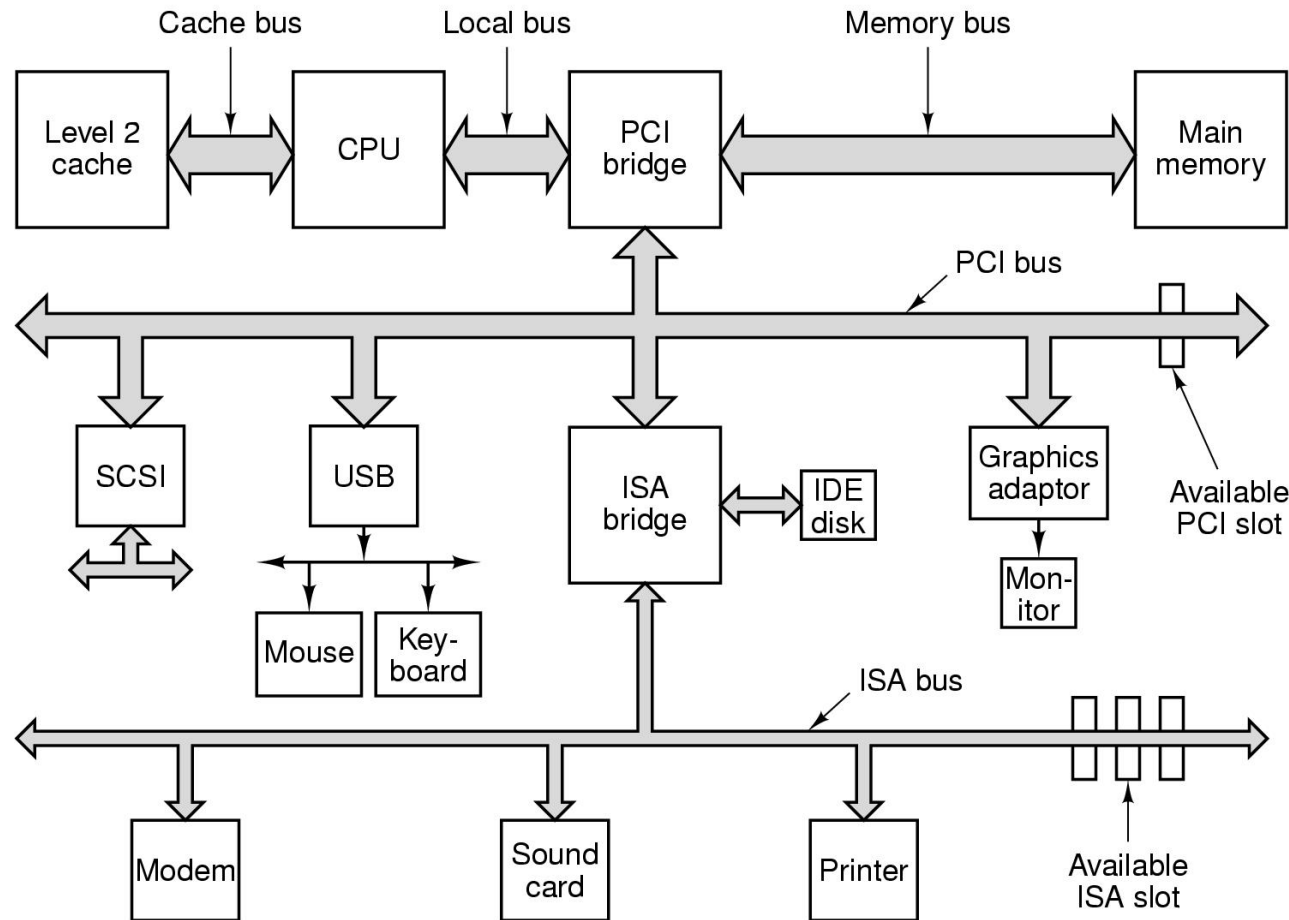 Cache bus
Local bus
Memory bus
Level 2
cache
CPU
PCI
bridge
Main
memory
PCI bus
SCSI
USB
ISA
bridge
IDE
disk
Graphics
adaptor
Available
PCI slot
Mon-
itor
Mouse
Key-
board
ISA bus
Modem
Sound
card
Printer
Available
ISA slot